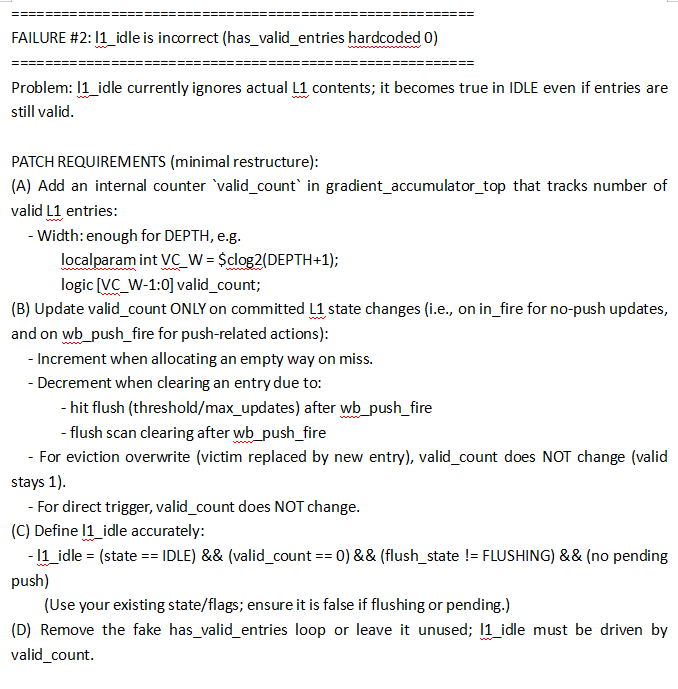 =========================================================
FAILURE #2: l1_idle is incorrect (has_valid_entries hardcoded 0)
=========================================================
Problem: l1_idle currently ignores actual L1 contents; it becomes true in IDLE even if entries are
still valid.
PATCH REQUIREMENTS (minimal restructure):
(A) Add an internal counter `valid_count` in gradient_accumulator_top that tracks number of
valid L1 entries:
- Width: enough for DEPTH, e.g.
localparam int VC_W = $clog2(DEPTH+1);
logic [VC_W-1:0] valid_count;
(B) Update valid_count ONLY on committed L1 state changes (i.e., on in_fire for no-push updates,
and on wb_push_fire for push-related actions):
- Increment when allocating an empty way on miss.
- Decrement when clearing an entry due to:
- hit flush (threshold/max_updates) after wb_push_fire
- flush scan clearing after wb_push_fire
- For eviction overwrite (victim replaced by new entry), valid_count does NOT change (valid
stays 1).
- For direct trigger, valid_count does NOT change.
(C) Define l1_idle accurately:
- l1_idle = (state == IDLE) && (valid_count == 0) && (flush_state != FLUSHING) && (no pending
push)
(Use your existing state/flags; ensure it is false if flushing or pending.)
(D) Remove the fake has_valid_entries loop or leave it unused; l1_idle must be driven by
valid_count.